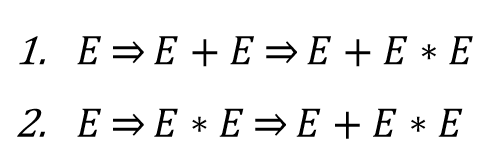 1. E ⇒ E + E ⇒ E + E ∗ E
2. E ⇒ E ∗ E ⇒ E + E ∗ E